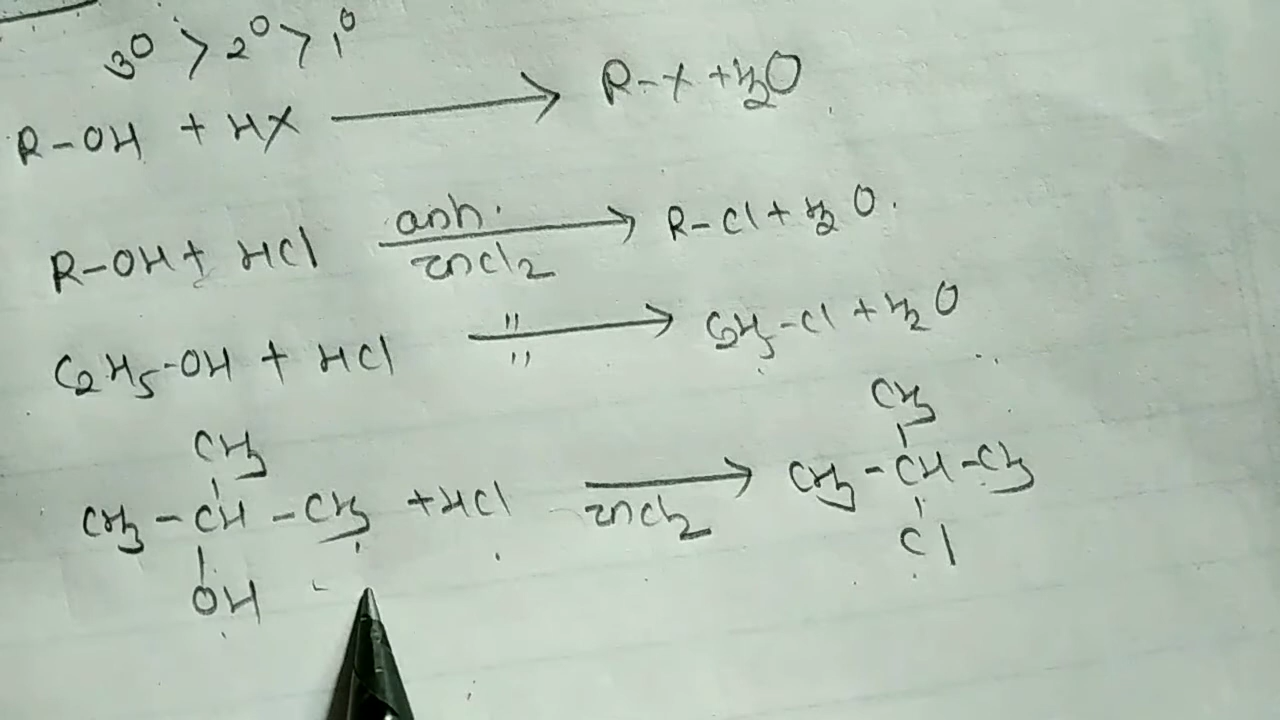 3° > 2° > 1°
R-OH + HX ⟶ R-X + H2O
R-OH + HCl anh. ZnCl2 ⟶ R-Cl + H2O.
C2H5-OH + HCl " " ⟶ C2H5-Cl + H2O
CH3 CH3
CH3 - CH - CH3 + HCl ZnCl2 ⟶ CH3 - CH - CH3
OH Cl